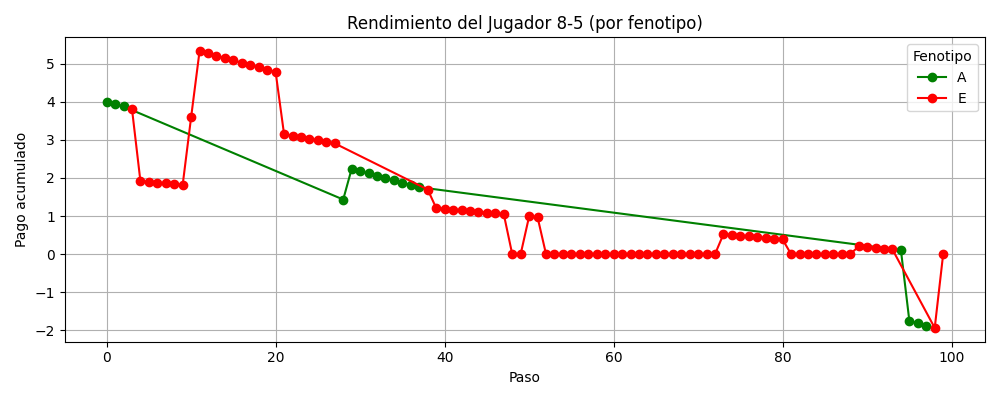 Rendimiento del Jugador 8-5 (por fenotipo)
Pago acumulado
5
4
3
2
1
0
−1
−2
Fenotipo
A
E
0 20 40 60 80 100
Paso